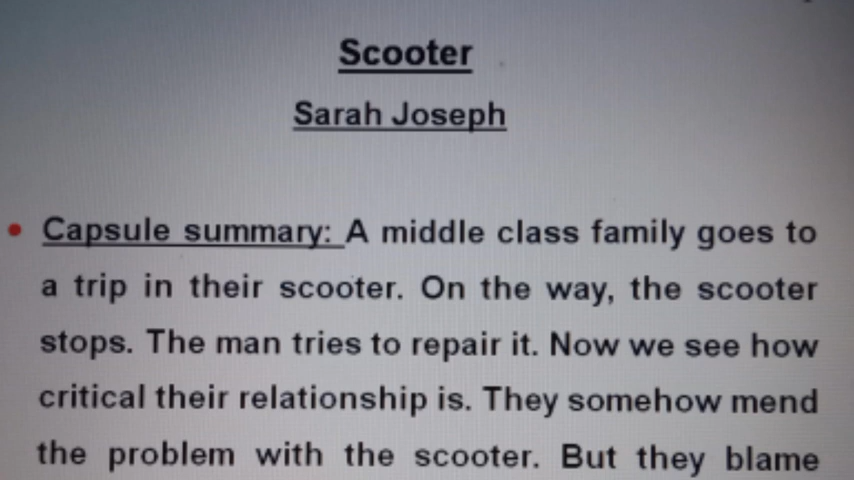 Scooter
Sarah Joseph
Capsule summary: A middle class family goes to
a trip in their scooter. On the way, the scooter
stops. The man tries to repair it. Now we see how
critical their relationship is. They somehow mend
the problem with the scooter. But they blame